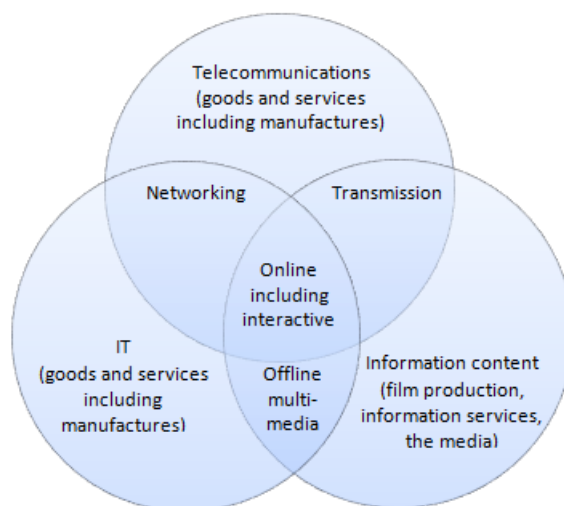 Telecommunications
(goods and services
including manufactures)
Networking
Transmission
Online
including
interactive
IT
(goods and services
including
manufactures)
Offline
multi-
media
Information content
(film production,
information services,
the media)